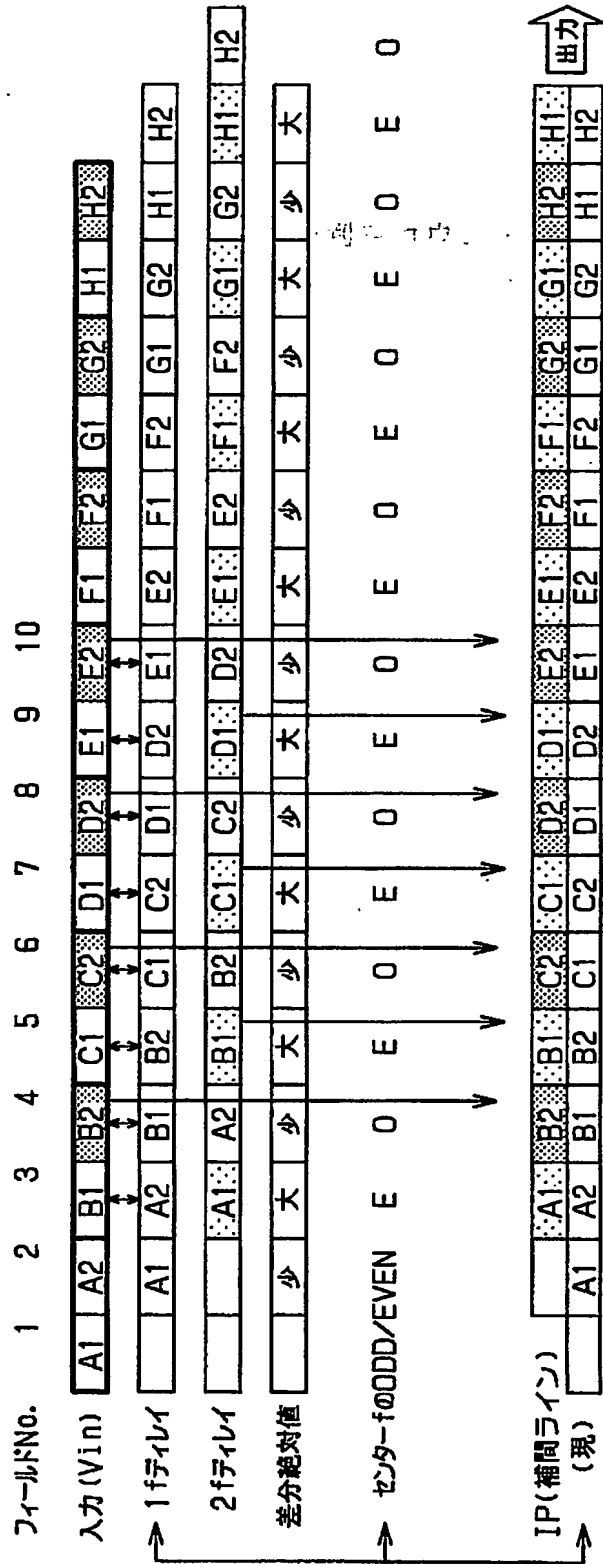 フィールドNo. 1 2 3 4 5 6 7 8 9 10
入力(Vin) A1 A2 B1 B2 C1 C2 D1 D2 E1 E2 F1 F2 G1 G2 H1 H2
1fティレイ A1 A2 B1 B2 C1 C2 D1 D2 E1 E2 F1 F2 G1 G2 H1 H2
2fティレイ A1 A2 B1 B2 C1 C2 D1 D2 E1 E2 F1 F2 G1 G2 H1 H2
差分絶対値 少 大 少 大 少 大 少 大 少 大 少 大 少 大 少 大
センターfのODD/EVEN E O E O E O E O E O E O E O E O
IP(補間ライン) A1 B2 B1 C2 C1 D2 D1 E2 E1 F2 F1 G2 G1 H2 H1
(現) A1 A2 B1 B2 C1 C2 D1 D2 E1 E2 F1 F2 G1 G2 H1 H2
出力